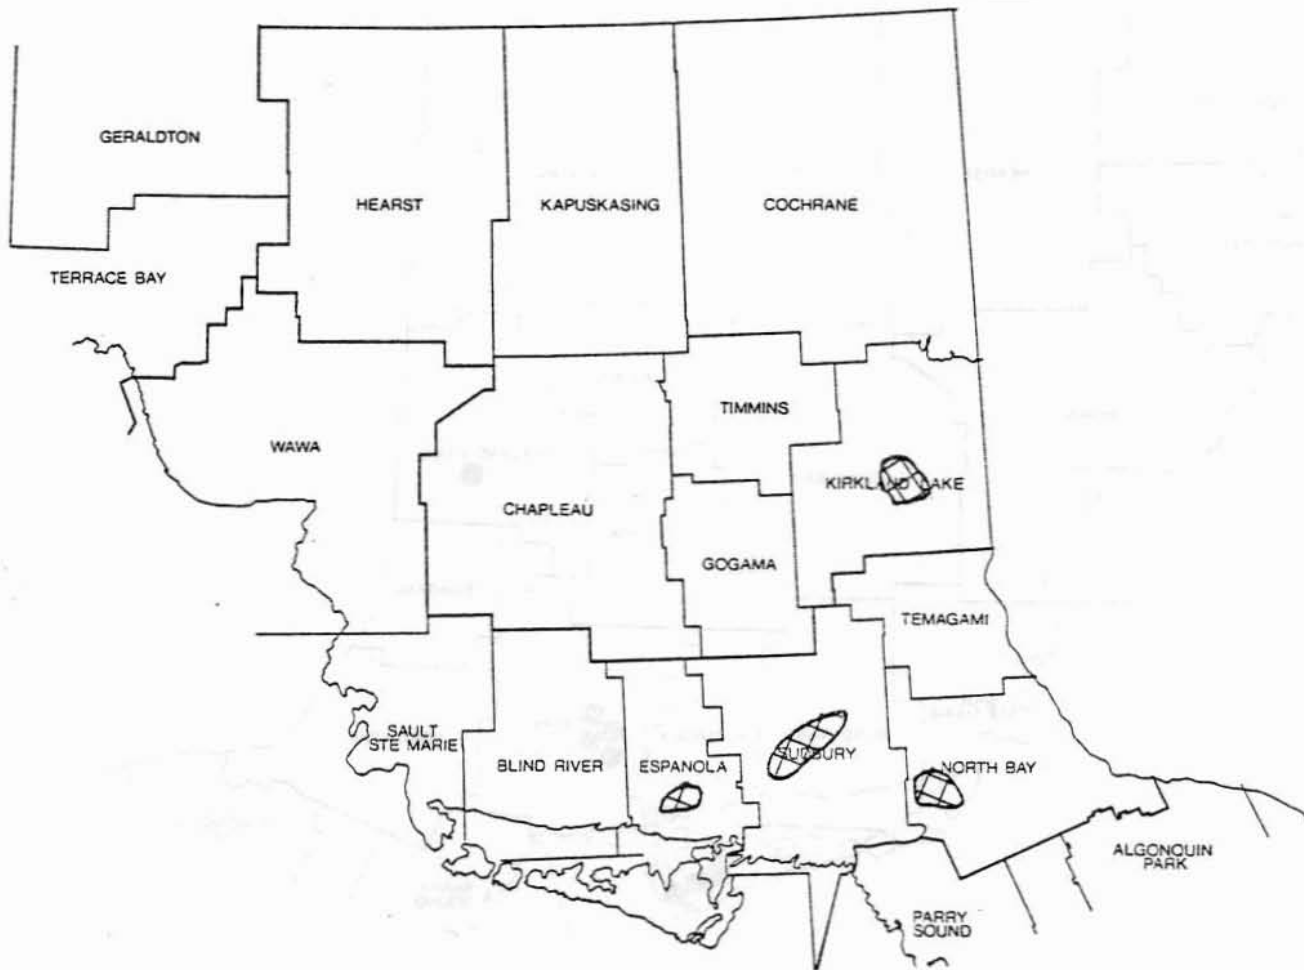 GERALDTON
HEARST
KAPUSKASING
COCHRANE
TERRACE BAY
TIMMINS
WAWA
KIRKLAND LAKE
CHAPLEAU
GOGAMA
TEMAGAMI
SAULT
STE MARIE
BLIND RIVER
ESPANOLA
SUDBURY
NORTH BAY
ALGONQUIN
PARK
PARRY
SOUND